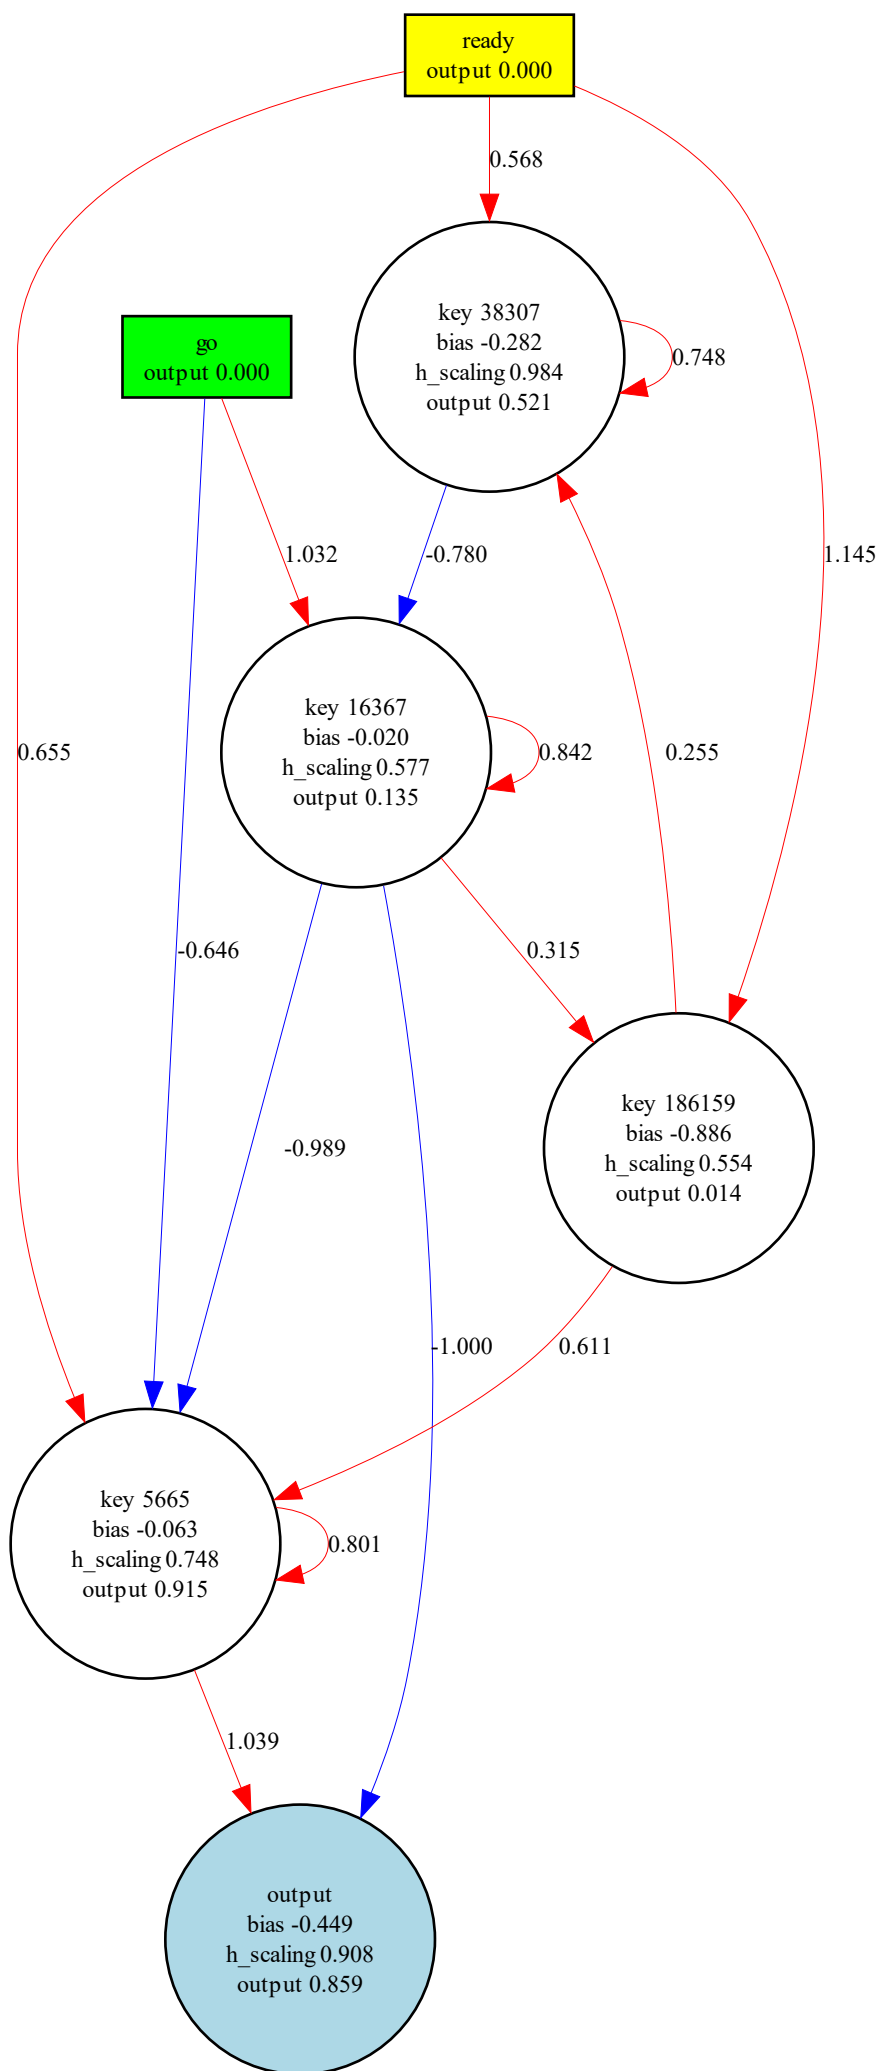 ready
output 0.000
0.568
key 38307
bias -0.282
h_scaling 0.984
output 0.521
0.748
go
output 0.000
1.032
-0.780
1.145
key 16367
bias -0.020
h_scaling 0.577
output 0.135
0.842
0.655
0.255
-0.646
0.315
key 186159
bias -0.886
h_scaling 0.554
output 0.014
-0.989
-1.000
0.611
key 5665
bias -0.063
h_scaling 0.748
output 0.915
0.801
1.039
output
bias -0.449
h_scaling 0.908
output 0.859